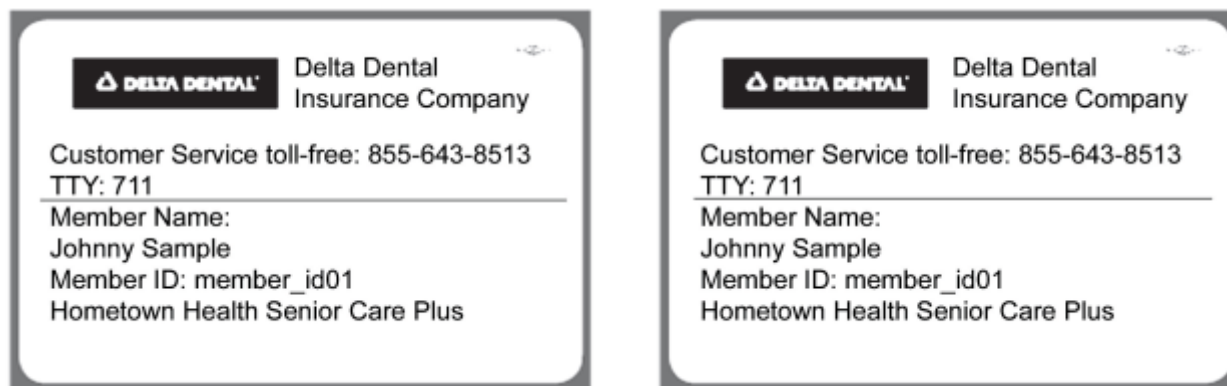 DELTA DENTAL
Delta Dental
Insurance Company
Customer Service toll-free: 855-643-8513
TTY: 711
Member Name:
Johnny Sample
Member ID: member_id01
Hometown Health Senior Care Plus
DELTA DENTAL
Delta Dental
Insurance Company
Customer Service toll-free: 855-643-8513
TTY: 711
Member Name:
Johnny Sample
Member ID: member_id01
Hometown Health Senior Care Plus